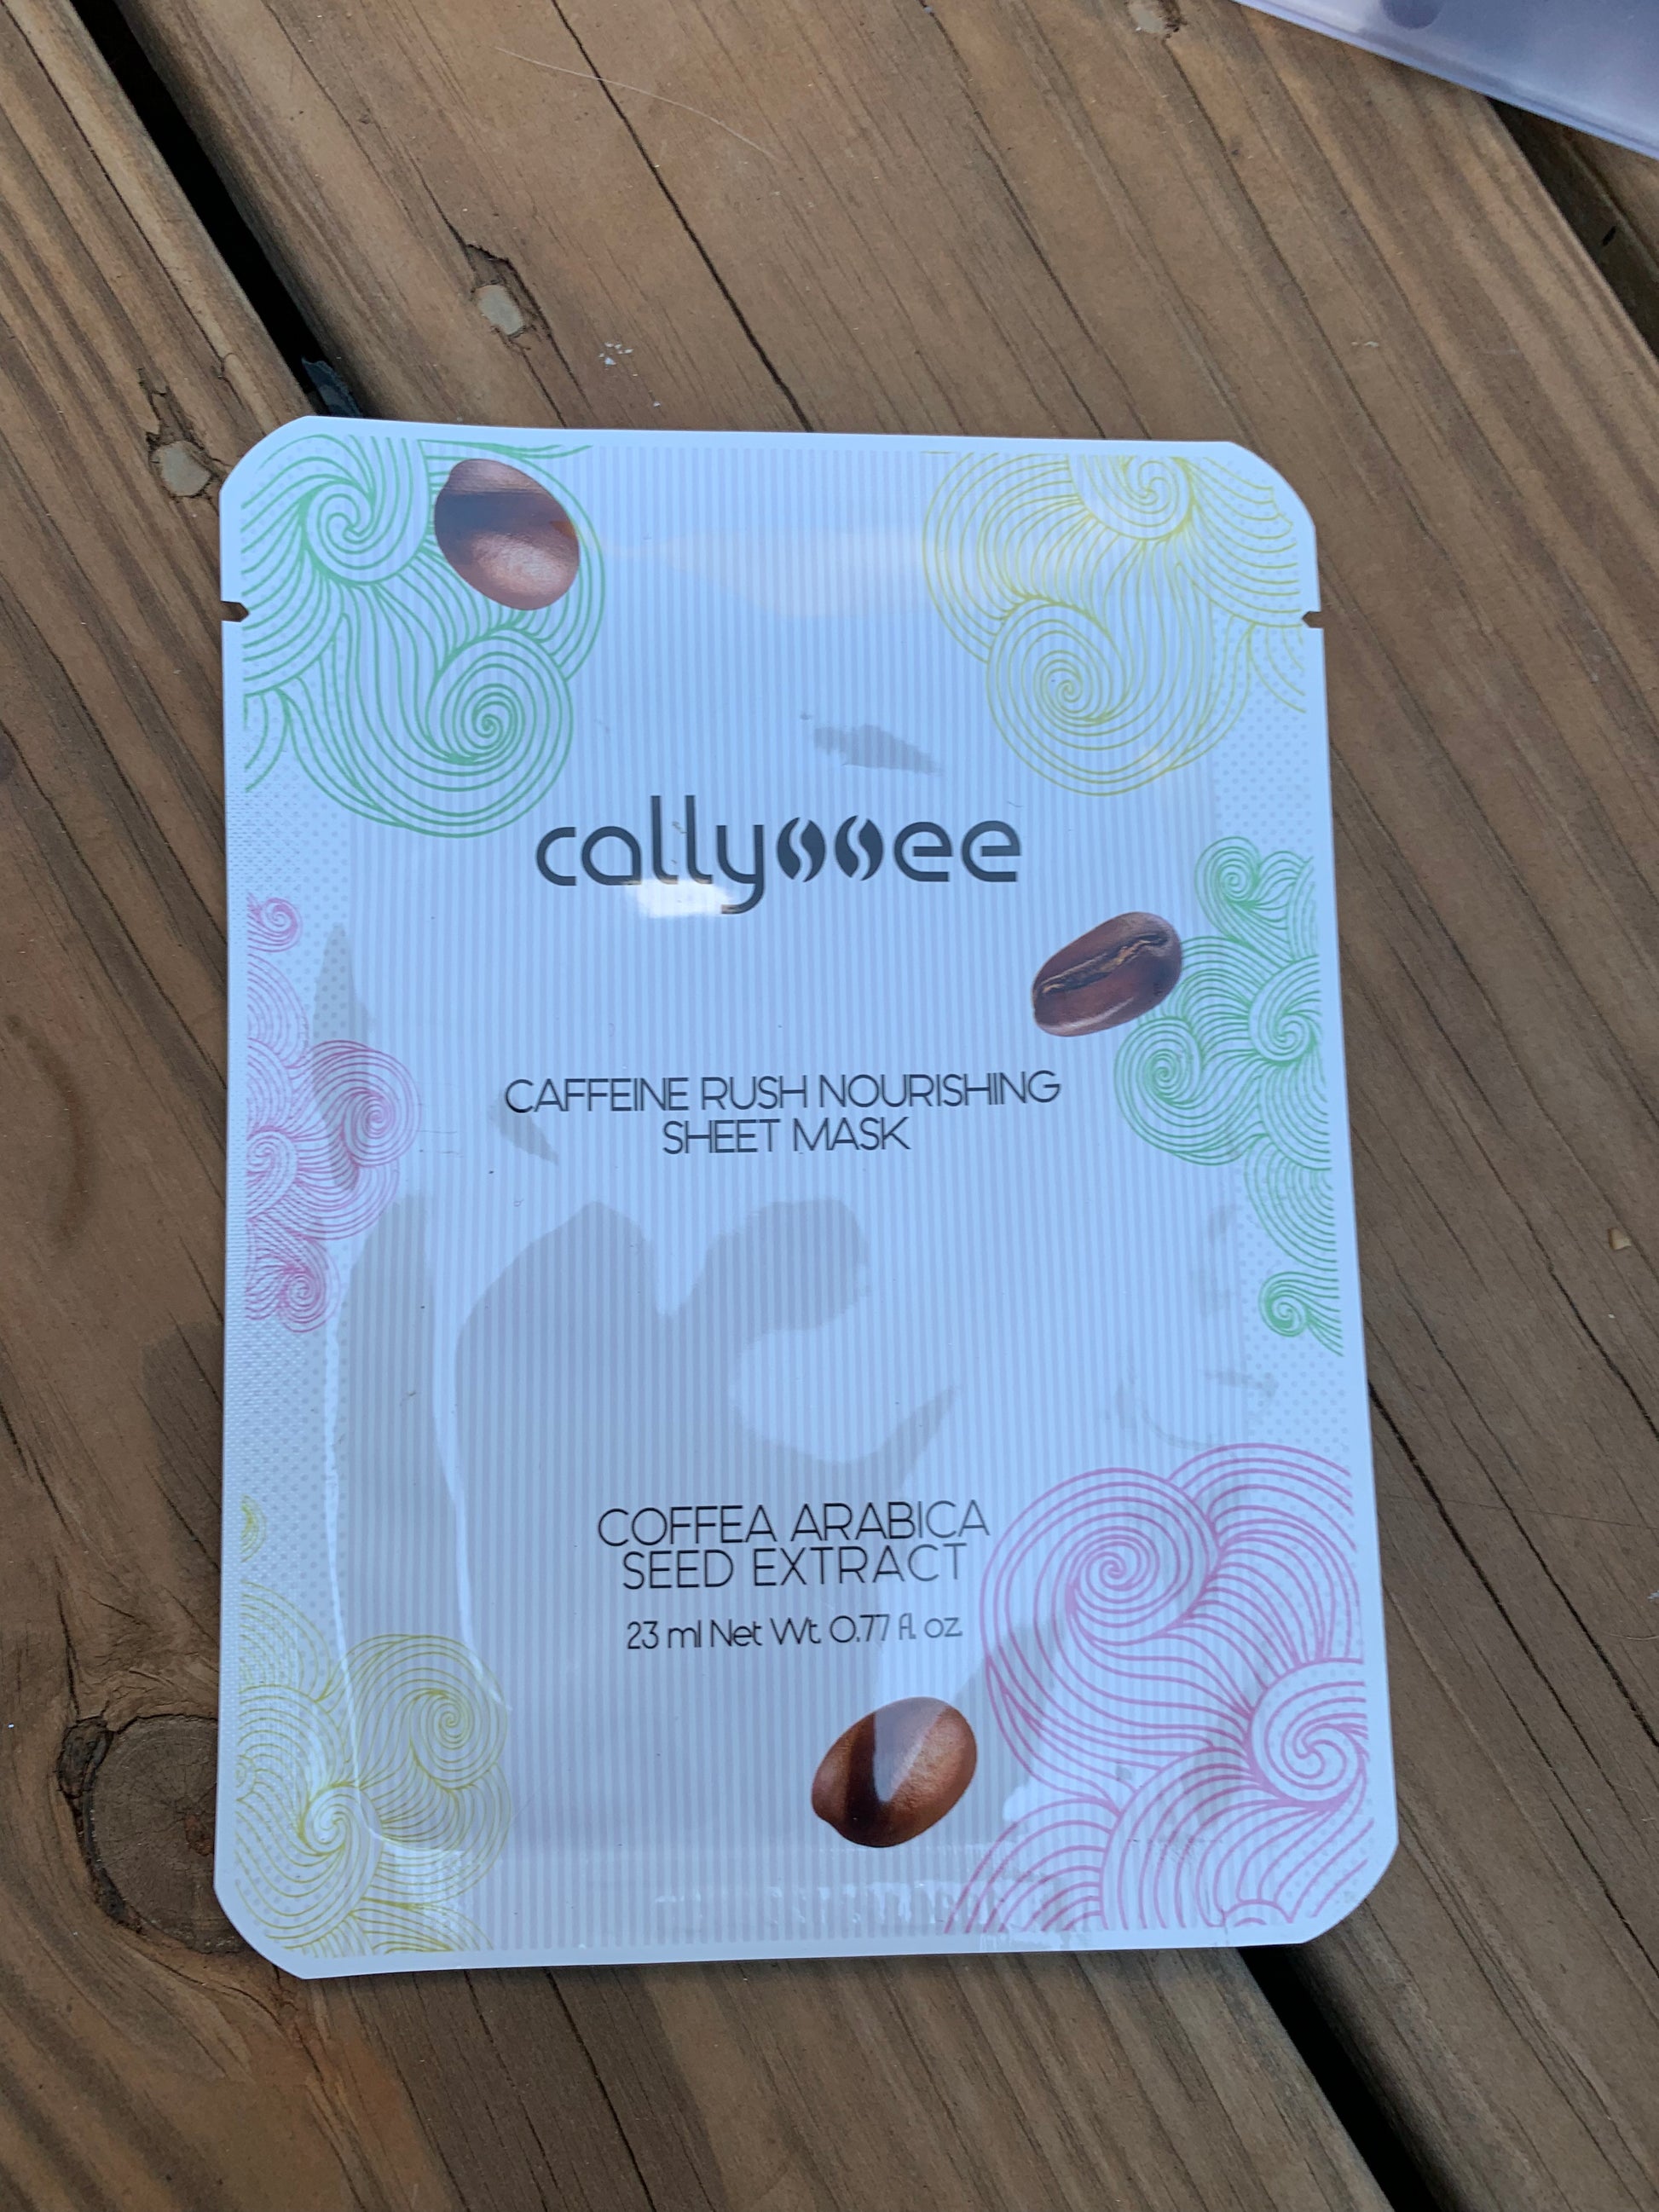 callyssee
CAFFEINE RUSH NOURISHING
SHEET MASK
COFFEA ARABICA
SEED EXTRACT
23 ml Net Wt. 0.77 fl. oz.